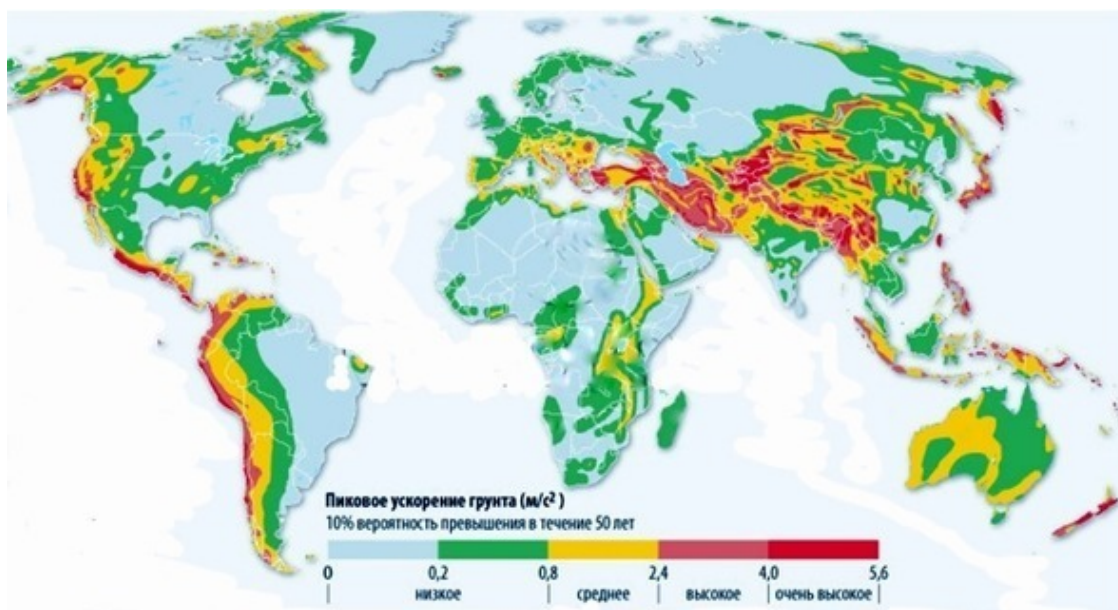 Пиковое ускорение грунта (м/с²)
10% вероятность превышения в течение 50 лет
0 0,2 0,8 2,4 4,0 5,6
низкое среднее высокое очень высокое